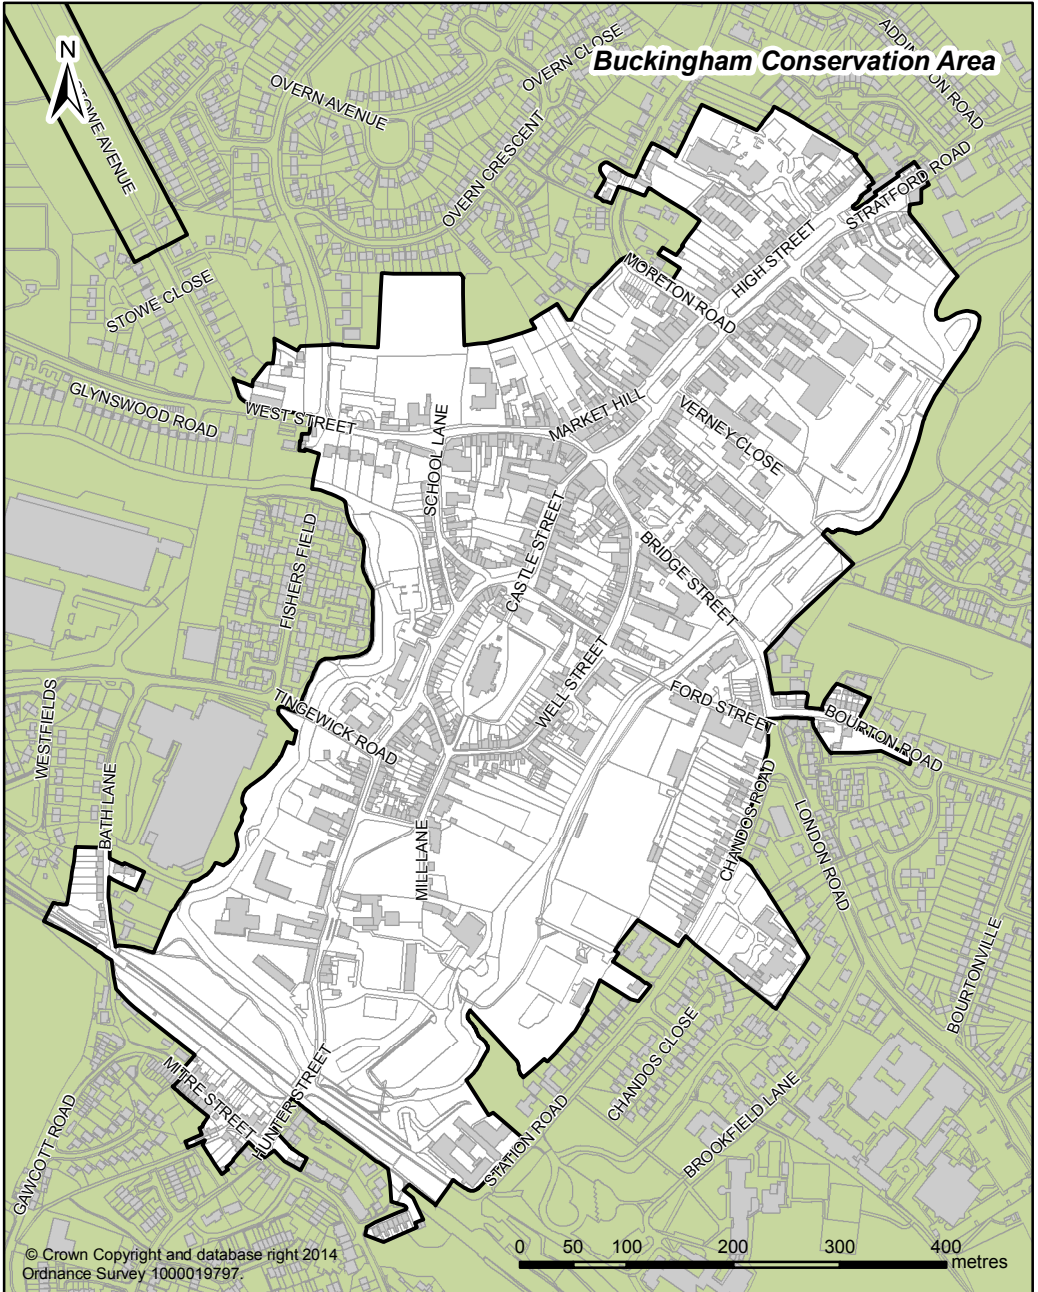 Buckingham Conservation Area
N
STOWE AVENUE
OVERN AVENUE
OVERN CLOSE
OVERN CRESCENT
ADDINGTON ROAD
STRATFORD ROAD
HIGH STREET
MORETON ROAD
STOWE CLOSE
GLYNSWOOD ROAD
WEST STREET
SCHOOL LANE
MARKET HILL
VERNEY CLOSE
CASTLE STREET
BRIDGE STREET
FISHERS FIELD
WELL STREET
FORD STREET
TINGEWICK ROAD
WESTFIELDS
BATH LANE
MILL LANE
BOURTON ROAD
CHANDOS ROAD
LONDON ROAD
BOURTONVILLE
CHANDOS CLOSE
MITRE STREET
HUNTER STREET
GAWCOTT ROAD
STATION ROAD
BROOKFIELD LANE
© Crown Copyright and database right 2014
Ordnance Survey 1000019797.
0 50 100 200 300 400
metres